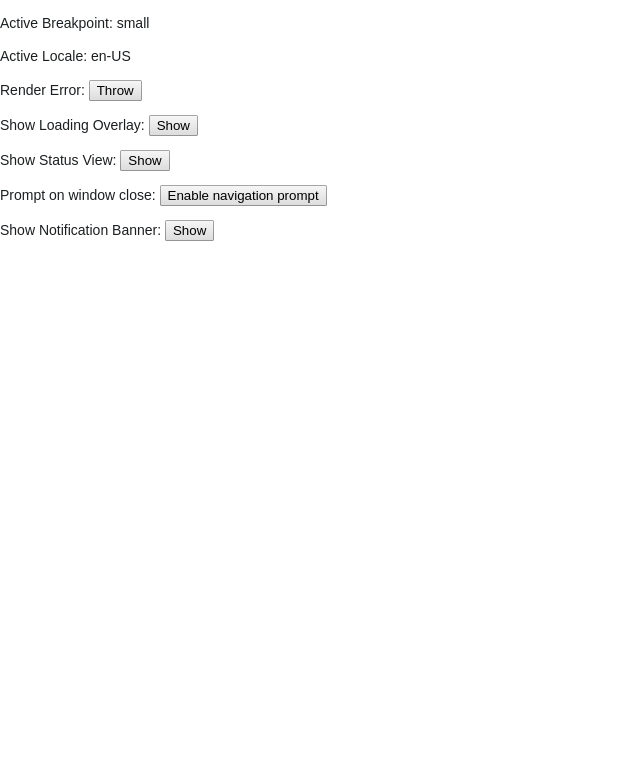 Active Breakpoint: small
Active Locale: en-US
Render Error: Throw
Show Loading Overlay: Show
Show Status View: Show
Prompt on window close: Enable navigation prompt
Show Notification Banner: Show